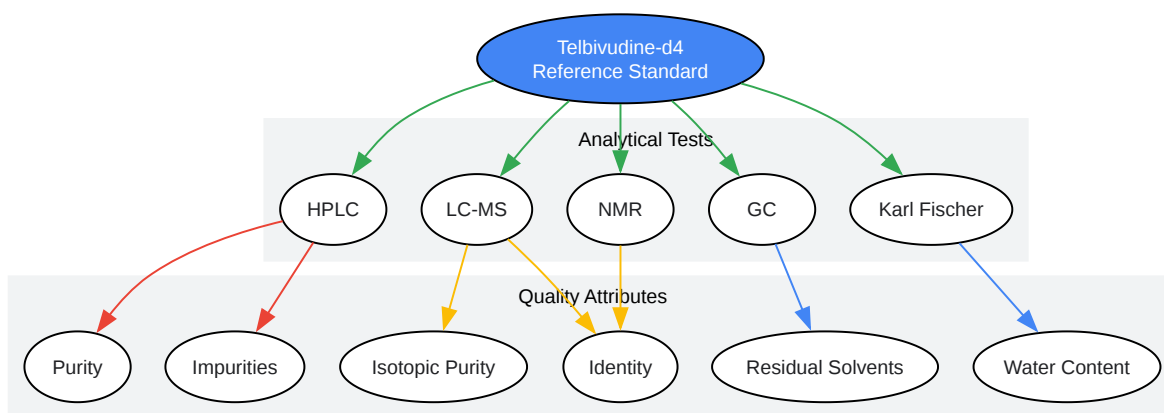 Telbivudine-d4
Reference Standard
Analytical Tests
HPLC
LC-MS
NMR
GC
Karl Fischer
Quality Attributes
Purity
Impurities
Isotopic Purity
Identity
Residual Solvents
Water Content